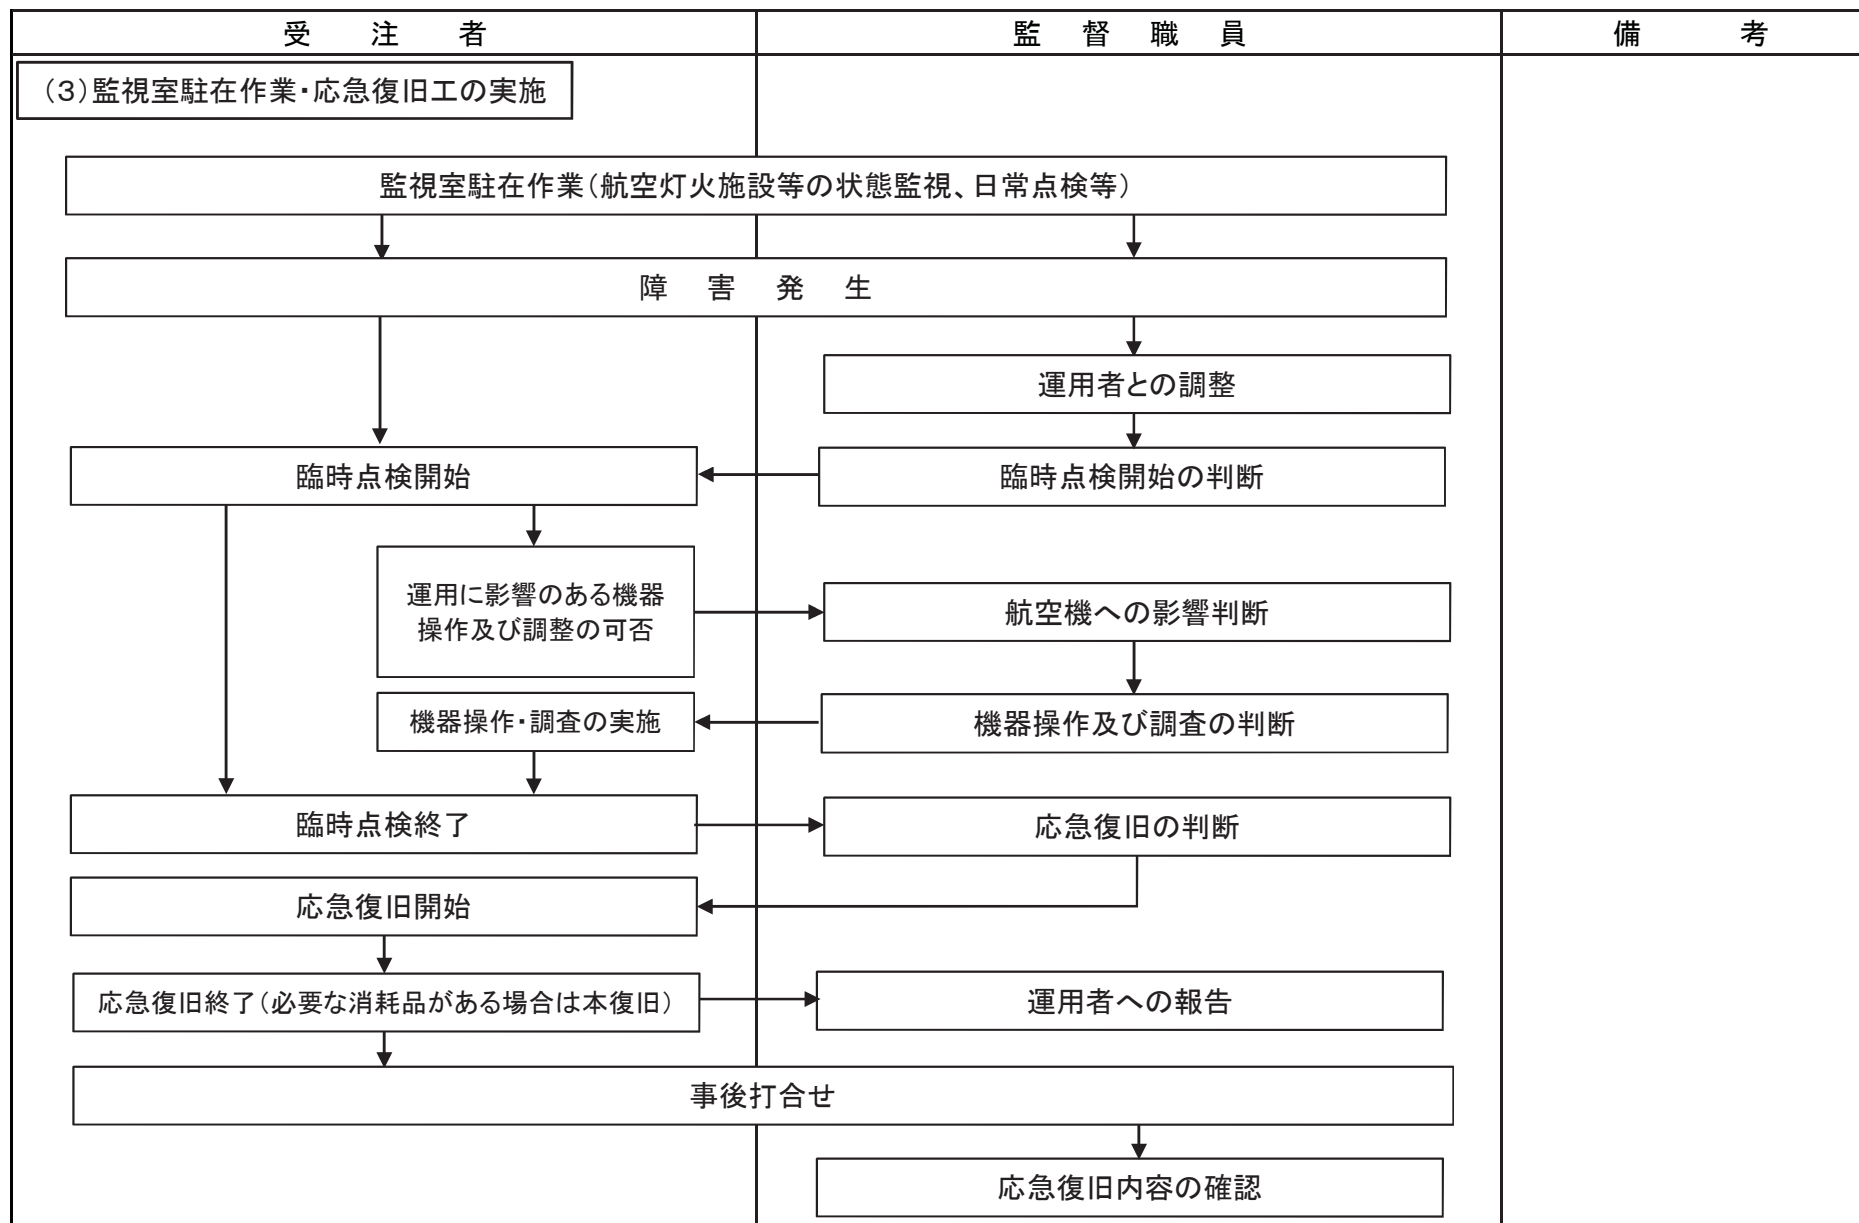 受注者
監督職員
備考
(3)監視室駐在作業・応急復旧工の実施
監視室駐在作業(航空灯火施設等の状態監視、日常点検等)
障害発生
運用者との調整
臨時点検開始
臨時点検開始の判断
運用に影響のある機器
操作及び調整の可否
航空機への影響判断
機器操作・調査の実施
機器操作及び調査の判断
臨時点検終了
応急復旧の判断
応急復旧開始
応急復旧終了(必要な消耗品がある場合は本復旧)
運用者への報告
事後打合せ
応急復旧内容の確認